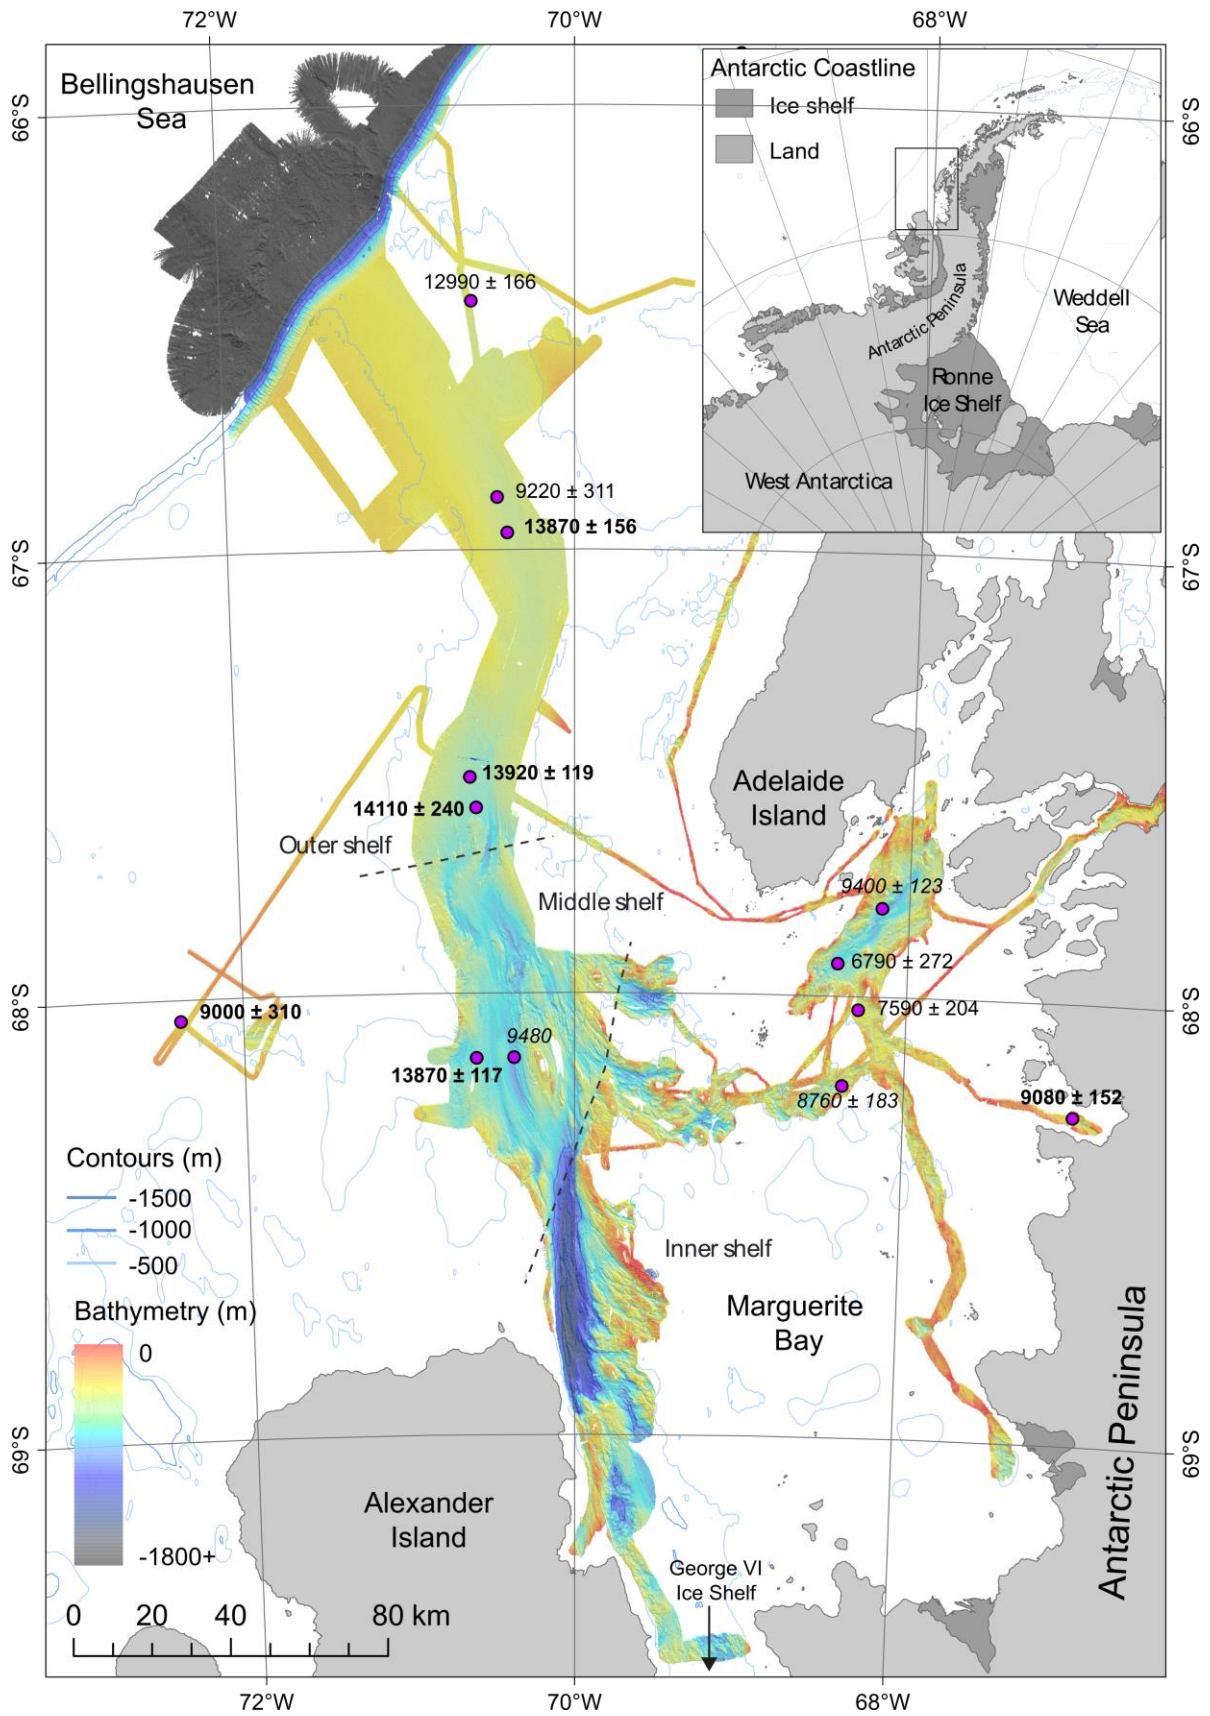 72°W
70°W
68°W
66°S
66°S
Bellingshausen
Sea
Antarctic Coastline
Ice shelf
Land
Weddell
Sea
Antarctic Peninsula
Ronne
Ice Shelf
West Antarctica
12990 ± 166
9220 ± 311
13870 ± 156
67°S
67°S
13920 ± 119
14110 ± 240
Adelaide
Island
Outer shelf
Middle shelf
9400 ± 123
6790 ± 272
68°S
68°S
9000 ± 310
7590 ± 204
9480
13870 ± 117
8760 ± 183
9080 ± 152
Contours (m)
-1500
-1000
-500
Inner shelf
Marguerite
Bay
Bathymetry (m)
0
-1800+
Antarctic Peninsula
69°S
69°S
Alexander
Island
George VI
Ice Shelf
0 20 40 80 km
72°W
70°W
68°W